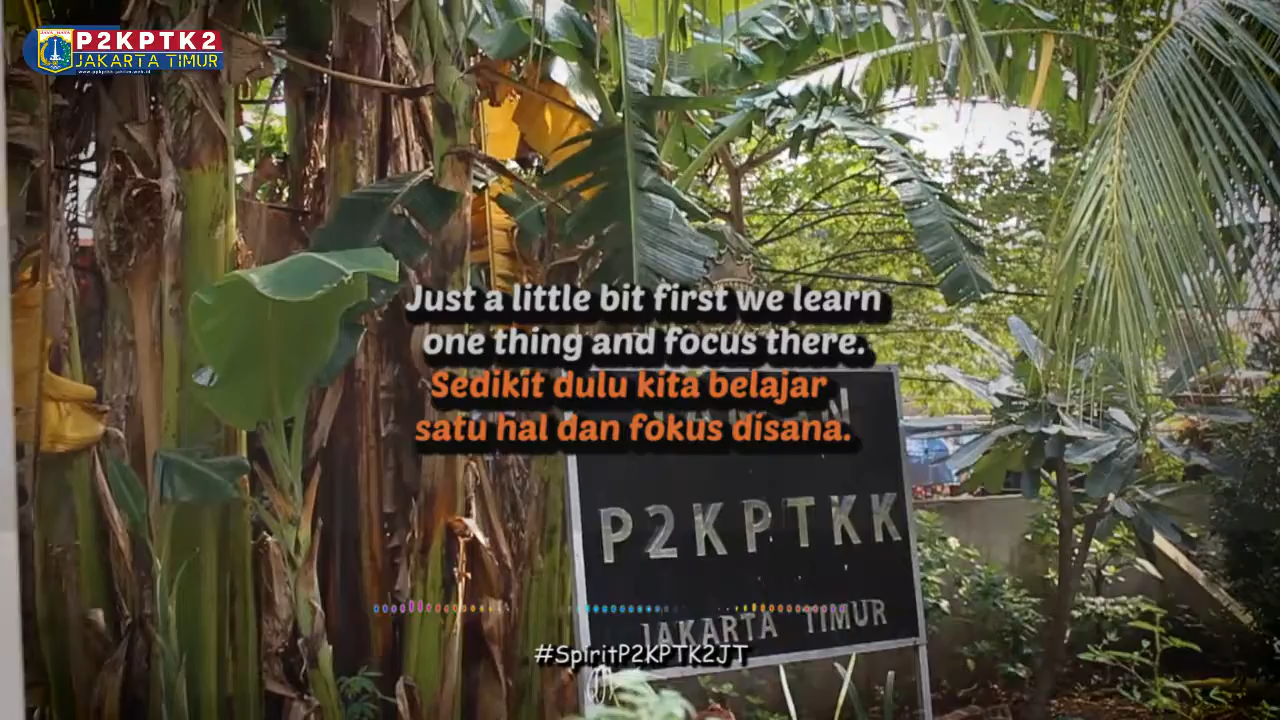 P2KPTK2
JAKARTA TIMUR
Just a little bit first we learn
one thing and focus there.
Sedikit dulu kita belajar
satu hal dan fokus disana.
P2KPTKK
JAKARTA TIMUR
#SpiritP2KPTK2JT